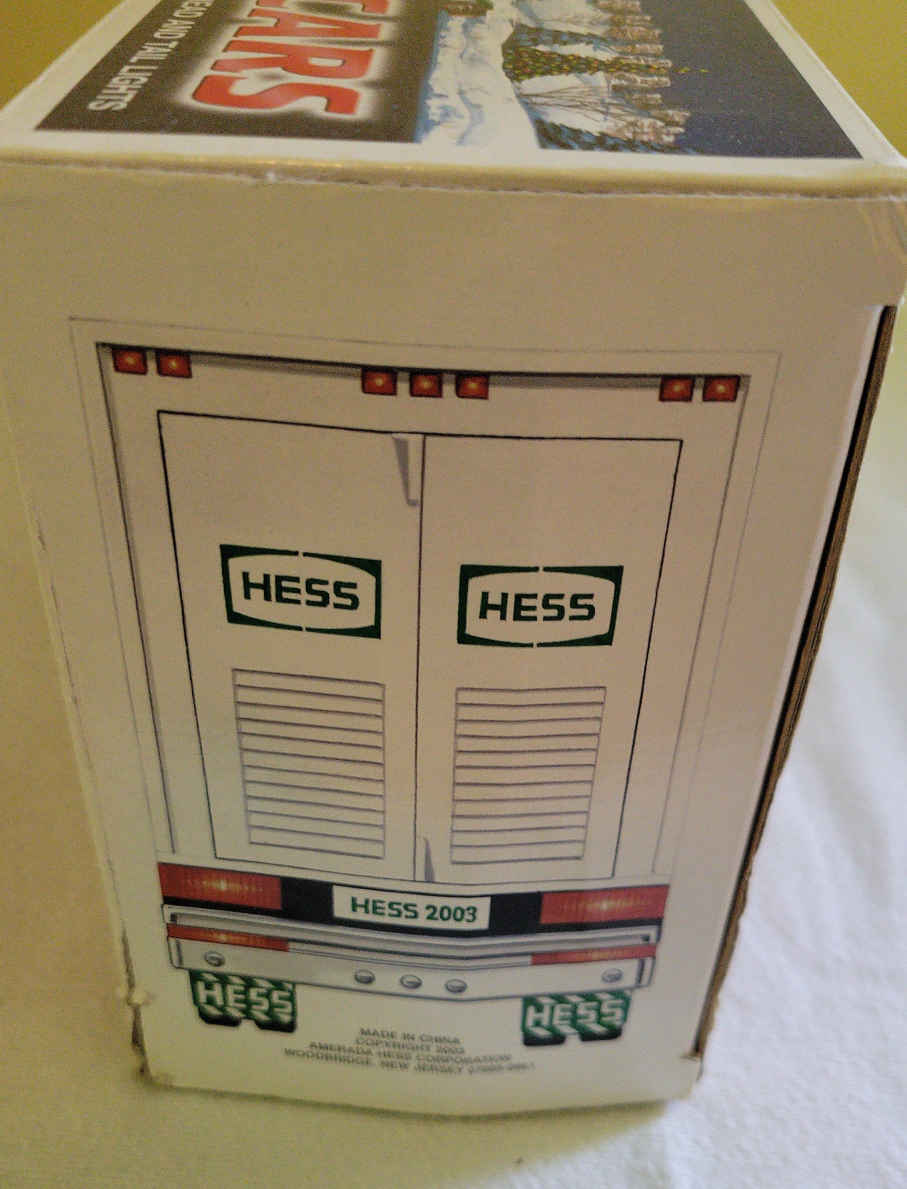 CARS
AND TAIL LIGHTS
HESS
HESS
HESS 2003
HESS
HESS
MADE IN CHINA
COPYRIGHT 2003
AMERADA HESS CORPORATION
WOODBRIDGE, NEW JERSEY